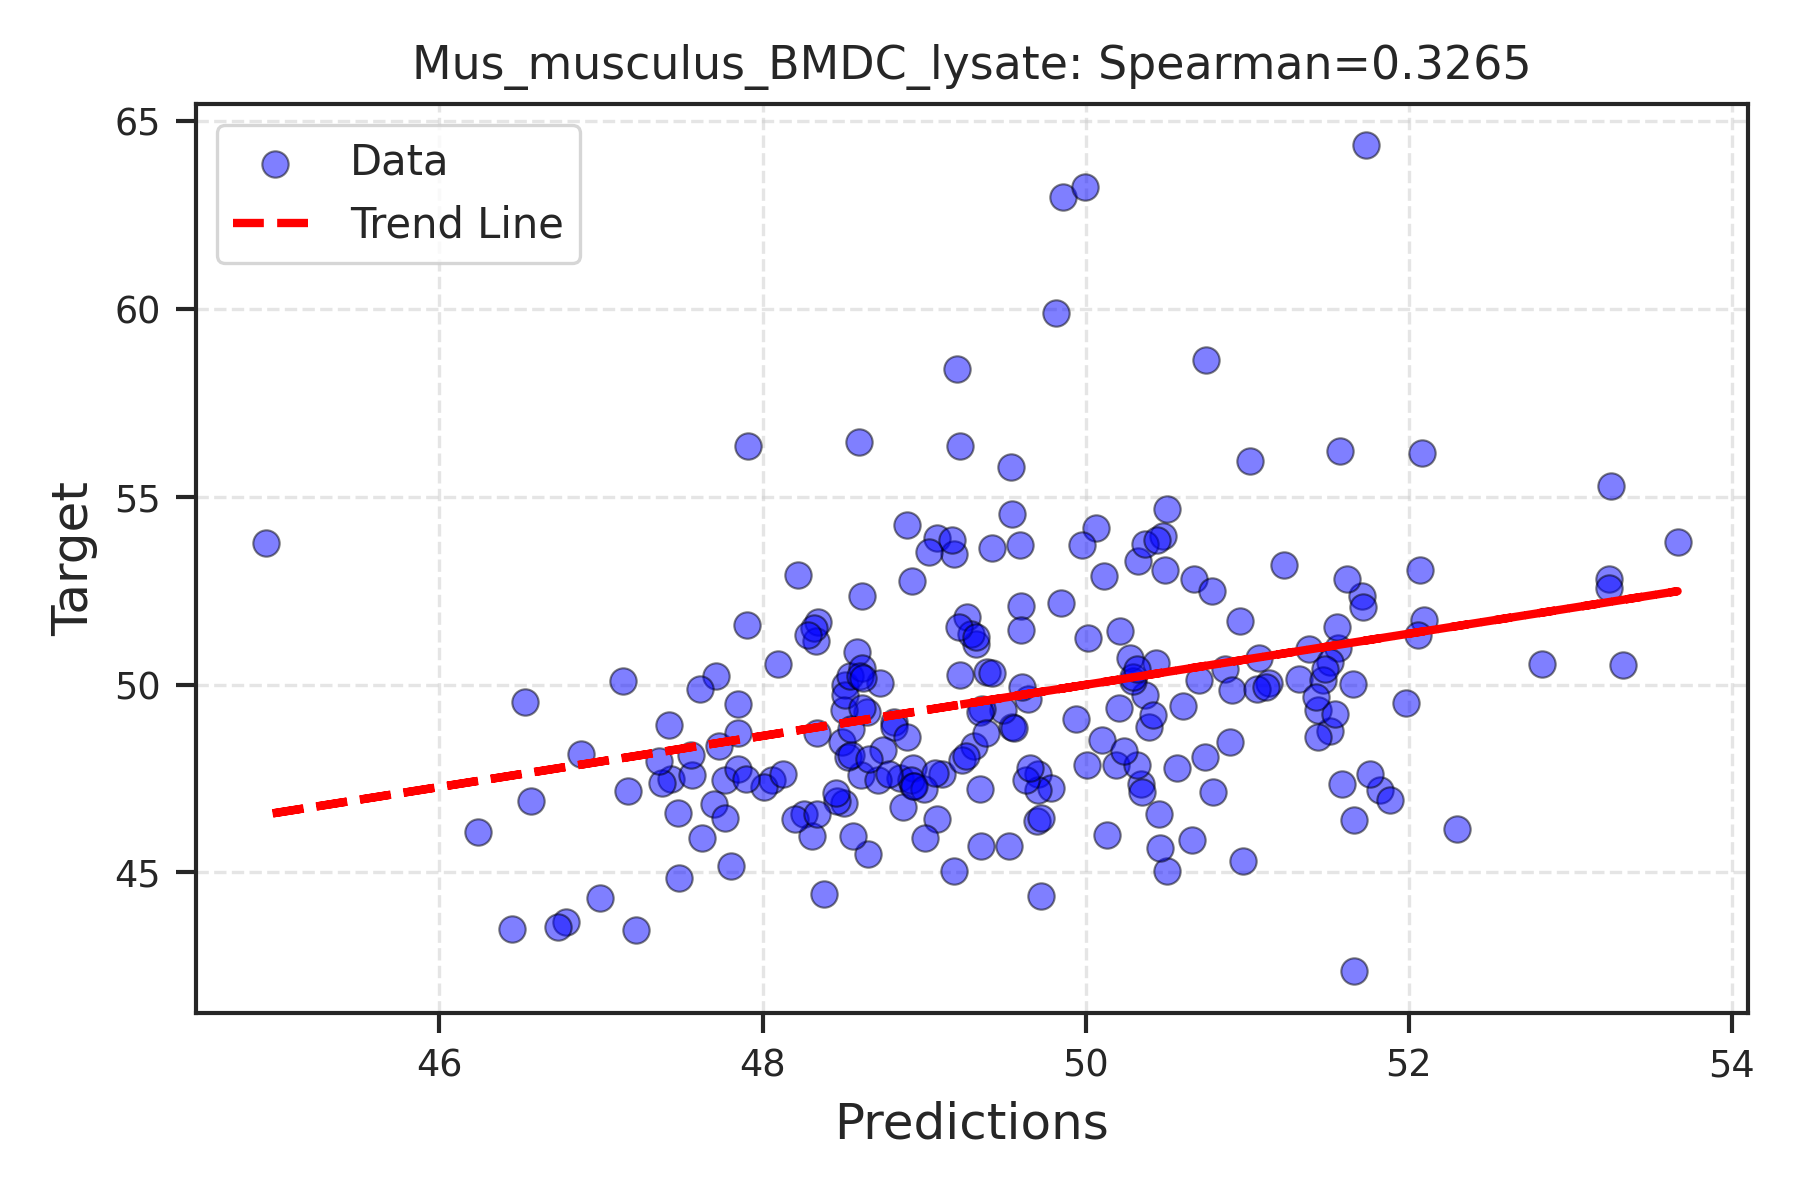 Mus_musculus_BMDC_lysate: Spearman=0.3265
65
60
55
50
45
Target
Data
Trend Line
46
48
50
52
54
Predictions